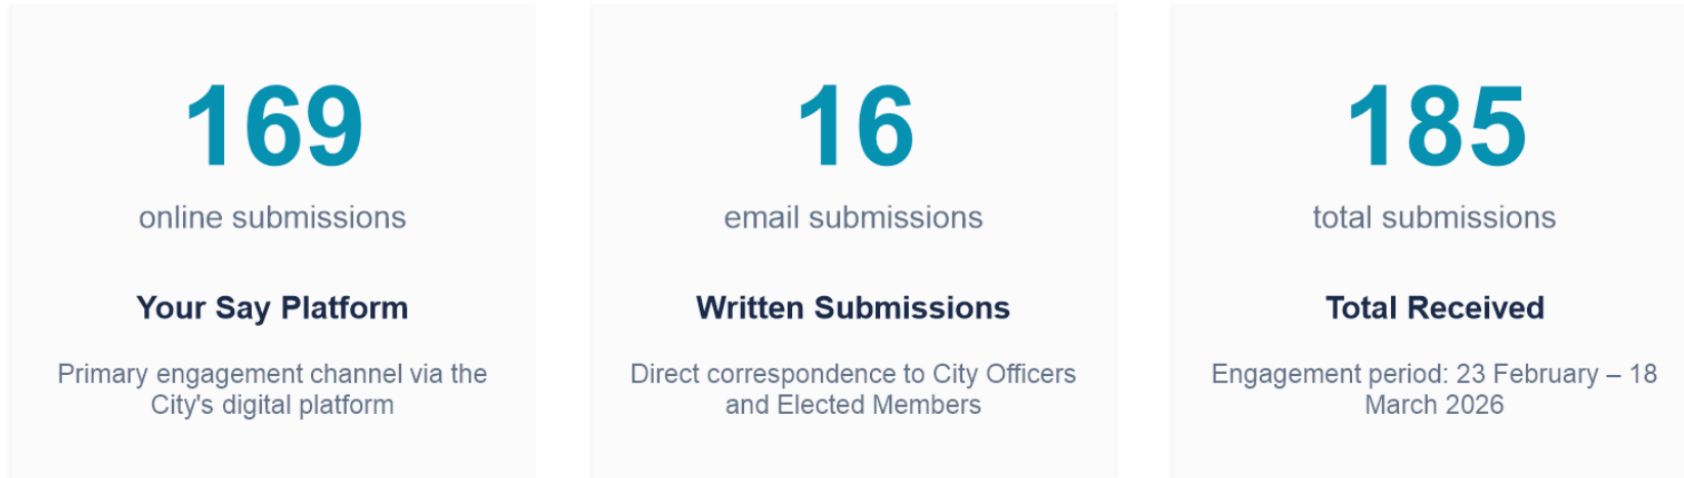 169
online submissions
Your Say Platform
Primary engagement channel via the
City's digital platform
16
email submissions
Written Submissions
Direct correspondence to City Officers
and Elected Members
185
total submissions
Total Received
Engagement period: 23 February – 18
March 2026